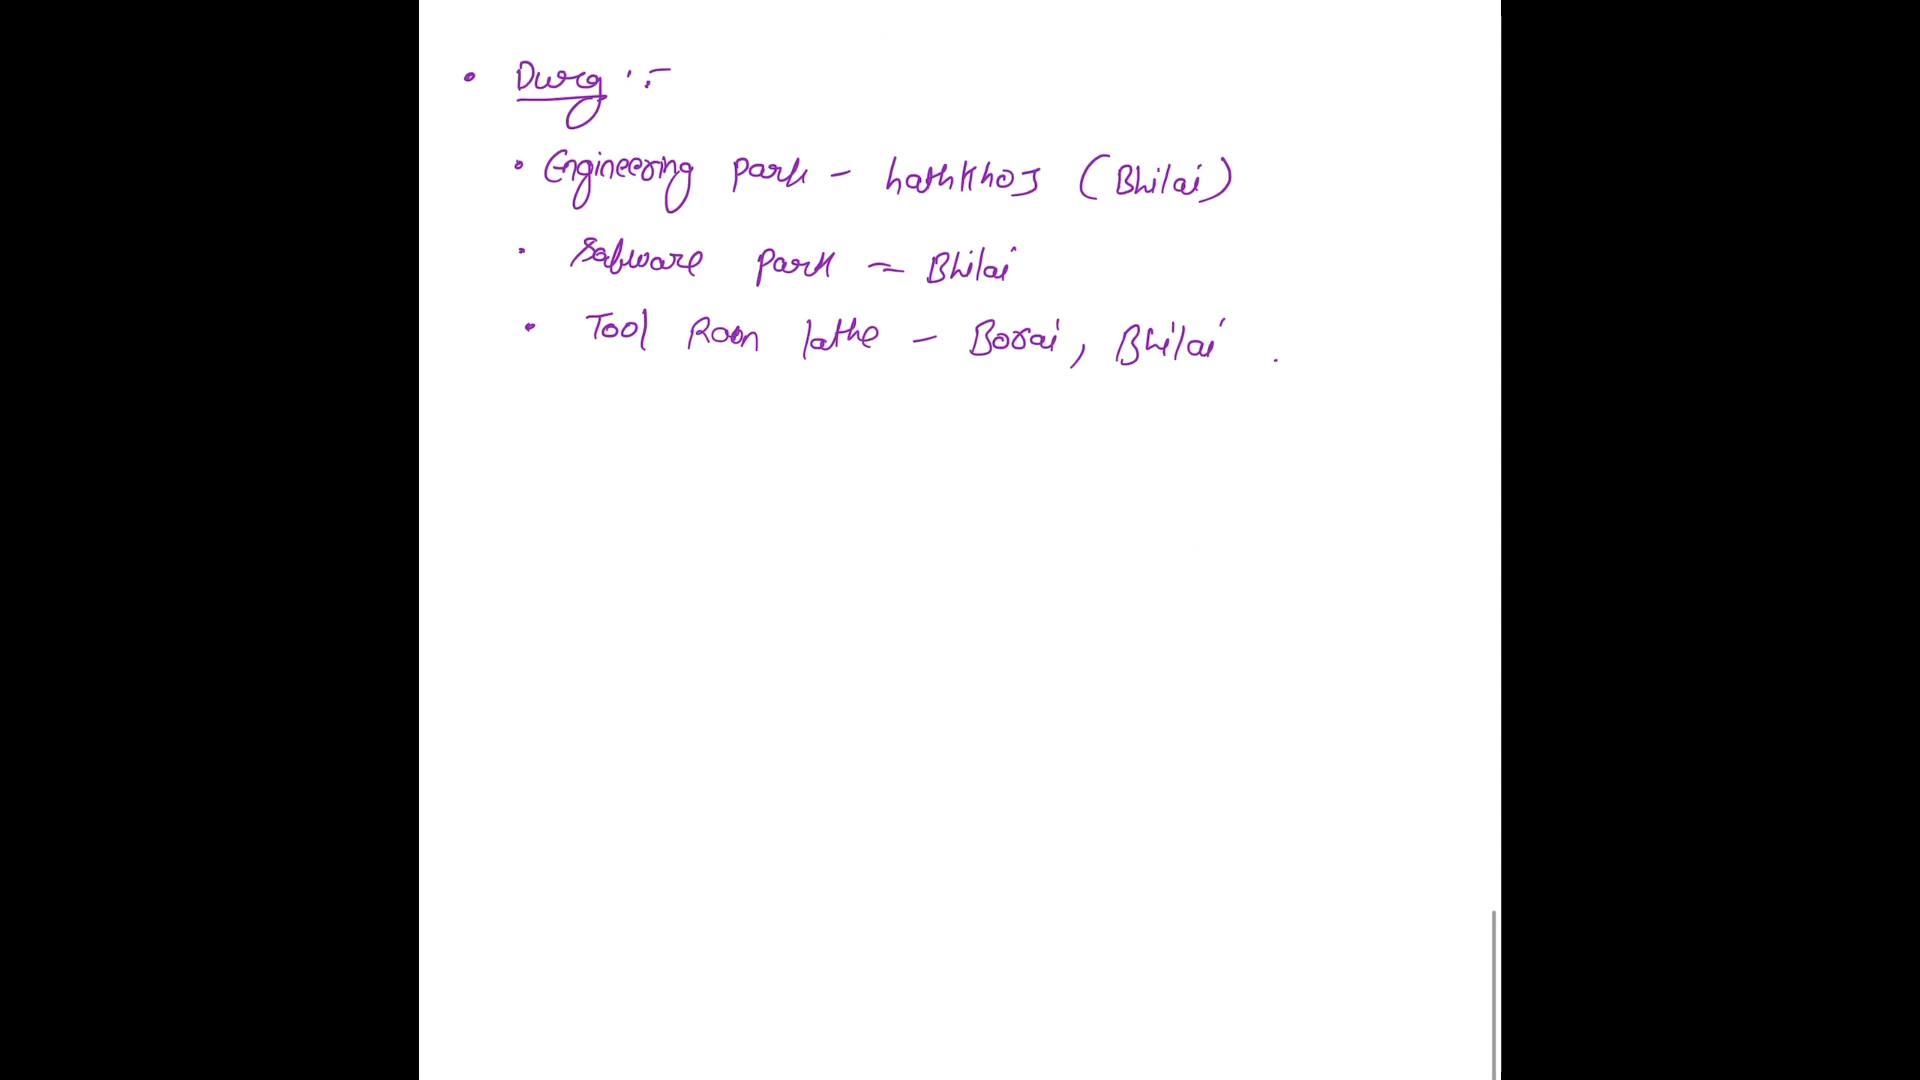 • Durg :-
• Engineering park - hathkhoj (Bhilai)
• Software park - Bhilai
• Tool Room lathe - Borai, Bhilai .